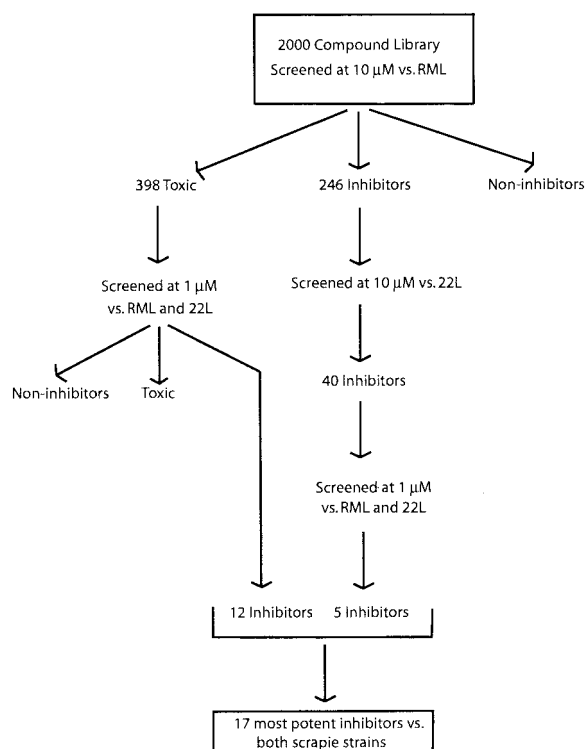 2000 Compound Library
Screened at 10 µM vs. RML
398 Toxic
246 Inhibitors
Non-inhibitors
Screened at 1 µM
vs. RML and 22L
Screened at 10 µM vs. 22L
Non-inhibitors
Toxic
40 Inhibitors
Screened at 1 µM
vs. RML and 22L
12 Inhibitors
5 Inhibitors
17 most potent inhibitors vs.
both scrapie strains